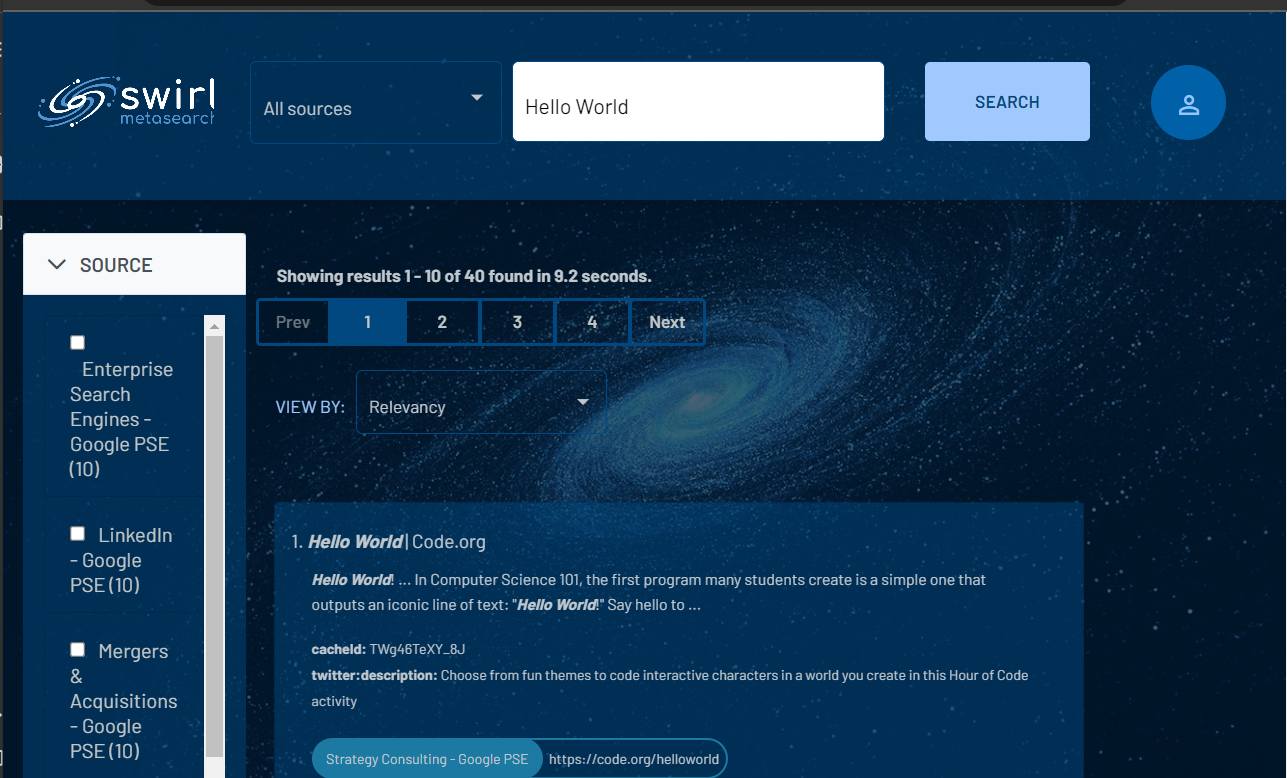 swirl
metasearch
All sources
Hello World
SEARCH
SOURCE
Enterprise
Search
Engines -
Google PSE
(10)
LinkedIn
- Google
PSE (10)
Mergers
&
Acquisitions
- Google
PSE (10)
Showing results 1 - 10 of 40 found in 9.2 seconds.
Prev 1 2 3 4 Next
VIEW BY: Relevancy
1. Hello World | Code.org
Hello World! ... In Computer Science 101, the first program many students create is a simple one that
outputs an iconic line of text: "Hello World!" Say hello to ...
cacheId: TWg46TeXY_8J
twitter:description: Choose from fun themes to code interactive characters in a world you create in this Hour of Code
activity
Strategy Consulting - Google PSE https://code.org/helloworld